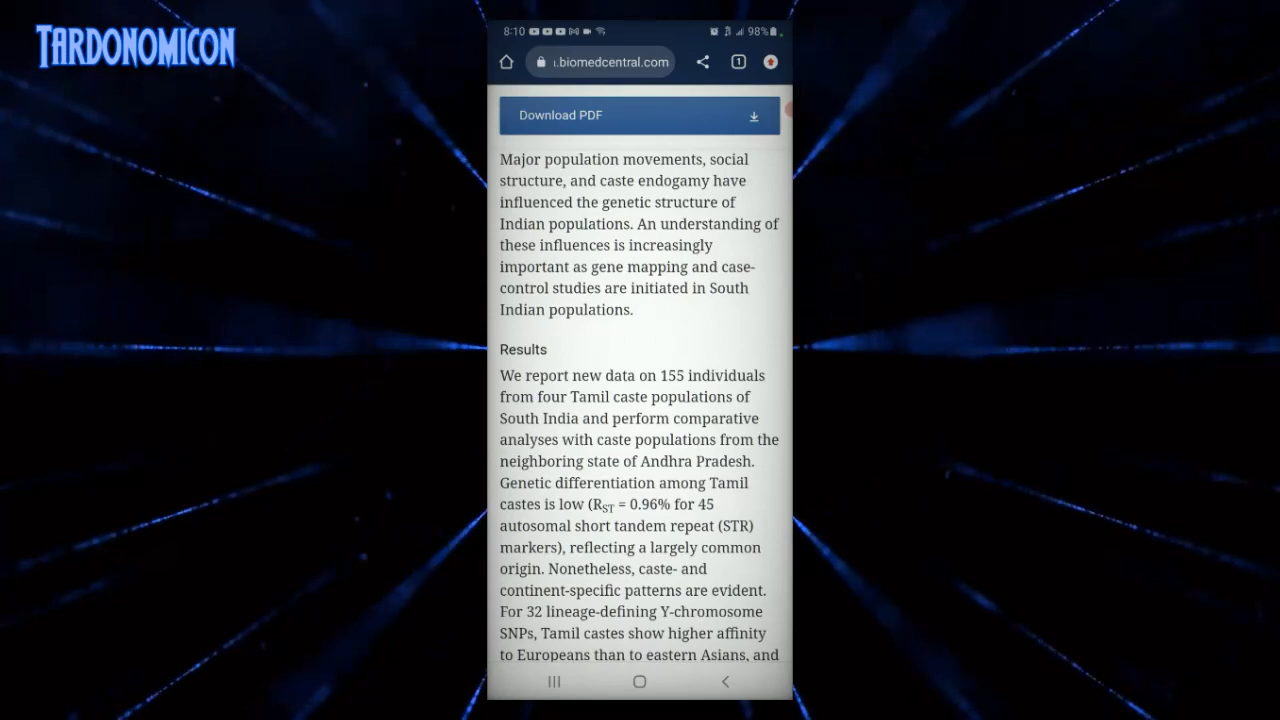 TARDONOMICON
8:10
98%
1
.biomedcentral.com
Download PDF
Major population movements, social
structure, and caste endogamy have
influenced the genetic structure of
Indian populations. An understanding of
these influences is increasingly
important as gene mapping and case-
control studies are initiated in South
Indian populations.
Results
We report new data on 155 individuals
from four Tamil caste populations of
South India and perform comparative
analyses with caste populations from the
neighboring state of Andhra Pradesh.
Genetic differentiation among Tamil
castes is low (RST = 0.96% for 45
autosomal short tandem repeat (STR)
markers), reflecting a largely common
origin. Nonetheless, caste- and
continent-specific patterns are evident.
For 32 lineage-defining Y-chromosome
SNPs, Tamil castes show higher affinity
to Europeans than to eastern Asians, and